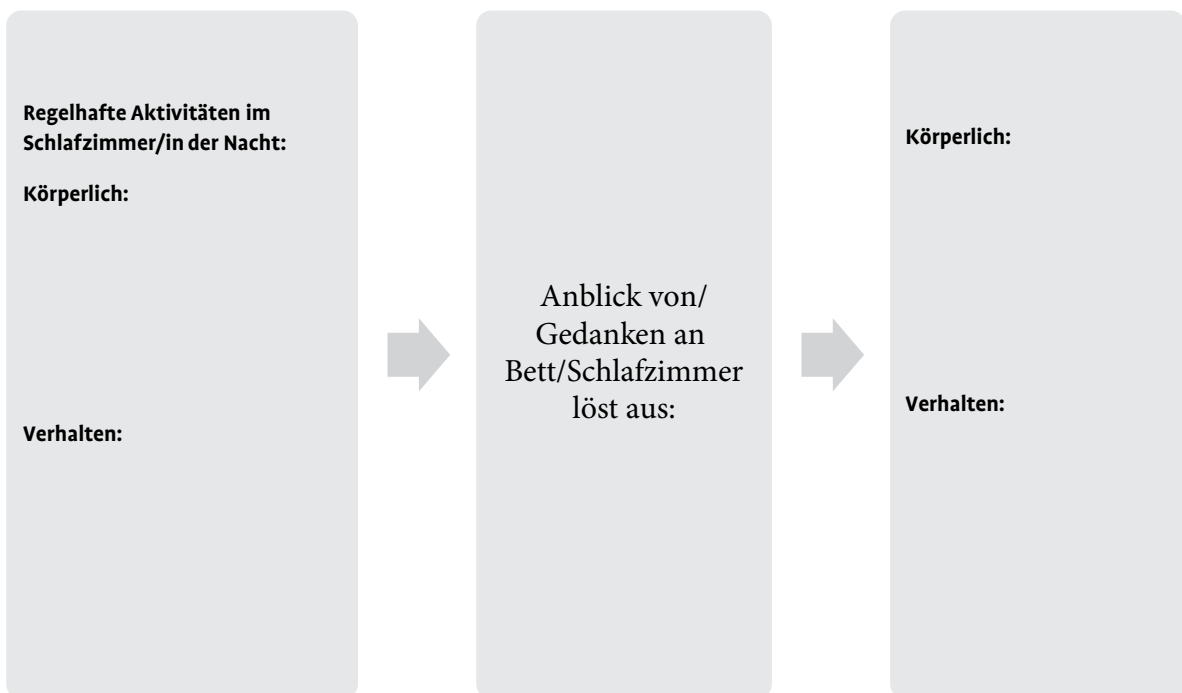 Regelhafte Aktivitäten im
Schlafzimmer/in der Nacht:
Körperlich:
Verhalten:
Anblick von/
Gedanken an
Bett/Schlafzimmer
löst aus:
Körperlich:
Verhalten: